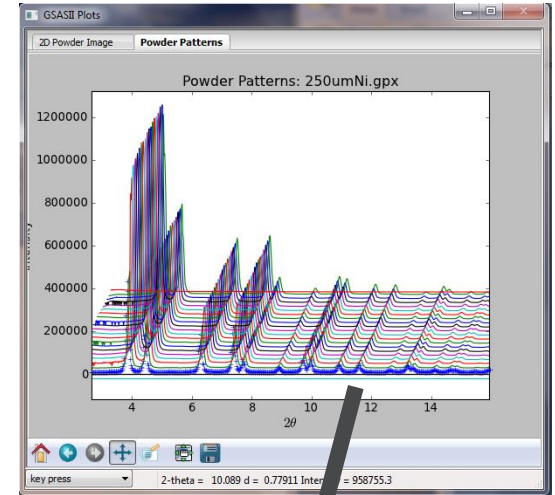 GSASII Plots
2D Powder Image Powder Patterns
Powder Patterns: 250umNi.gpx
1200000
1000000
800000
600000
400000
200000
0
4 6 8 10 12 14
2θ
key press 2-theta = 10.089 d = 0.77911 = 958755.3